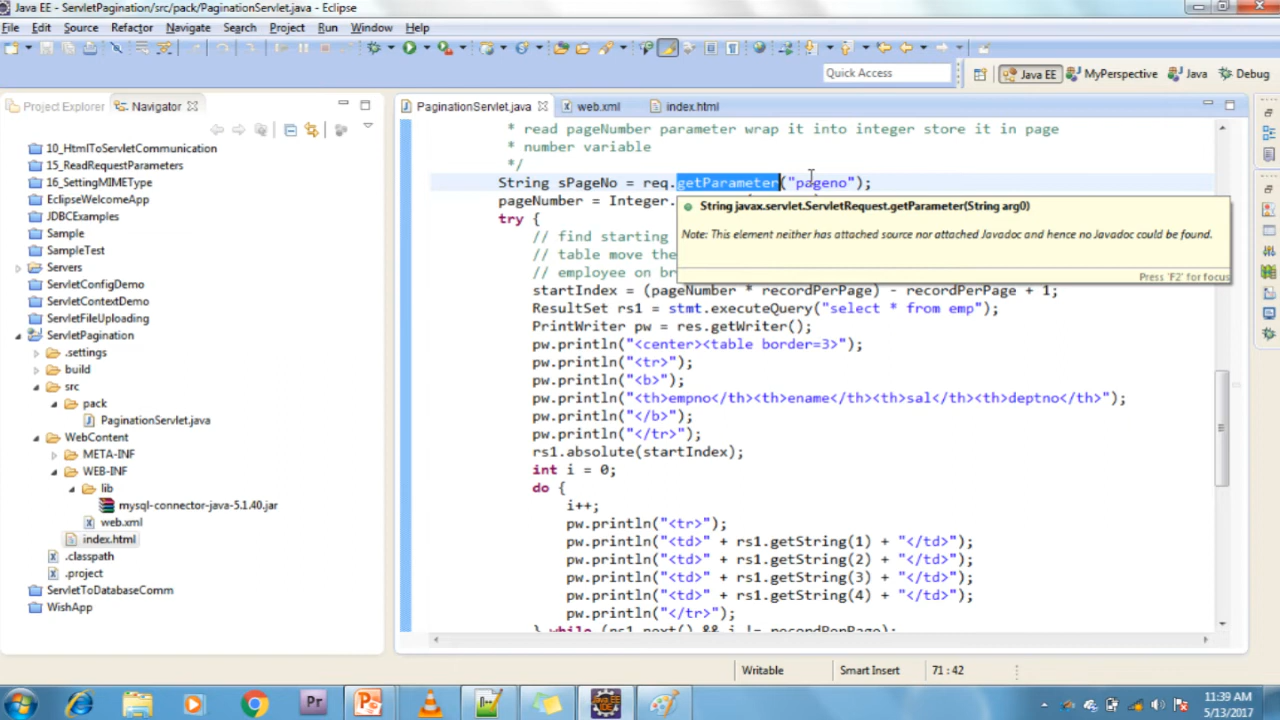 Java EE - ServletPagination/src/pack/PaginationServlet.java - Eclipse
File Edit Source Refactor Navigate Search Project Run Window Help
Quick Access
Java EE MyPerspective Java Debug
Project Explorer Navigator
PaginationServlet.java web.xml index.html
10_HtmlToServletCommunication
15_ReadRequestParameters
16_SettingMIMEType
EclipseWelcomeApp
JDBCExamples
Sample
SampleTest
Servers
ServletConfigDemo
ServletContextDemo
ServletFileUploading
ServletPagination
.settings
build
src
pack
PaginationServlet.java
WebContent
META-INF
WEB-INF
lib
mysql-connector-java-5.1.40.jar
web.xml
index.html
.classpath
.project
ServletToDatabaseComm
WishApp
* read pageNumber parameter wrap it into integer store it in page
* number variable
*/
String sPageNo = req.getParameter("pageno");
pageNumber = Integer.
String javax.servlet.ServletRequest.getParameter(String arg0)
Note: This element neither has attached source nor attached Javadoc and hence no Javadoc could be found.
Press 'F2' for focus
try {
// find starting
// table move the
// employee on br
startIndex = (pageNumber * recordPerPage) - recordPerPage + 1;
ResultSet rs1 = stmt.executeQuery("select * from emp");
PrintWriter pw = res.getWriter();
pw.println("<center><table border=3>");
pw.println("<tr>");
pw.println("<b>");
pw.println("<th>empno</th><th>ename</th><th>sal</th><th>deptno</th>");
pw.println("</b>");
pw.println("</tr>");
rs1.absolute(startIndex);
int i = 0;
do {
i++;
pw.println("<tr>");
pw.println("<td>" + rs1.getString(1) + "</td>");
pw.println("<td>" + rs1.getString(2) + "</td>");
pw.println("<td>" + rs1.getString(3) + "</td>");
pw.println("<td>" + rs1.getString(4) + "</td>");
pw.println("</tr>");
} while (rs1.next() && i != recordPerPage);
Writable Smart Insert 71 : 42
Pr
Java EE IDE
11:39 AM
5/13/2017